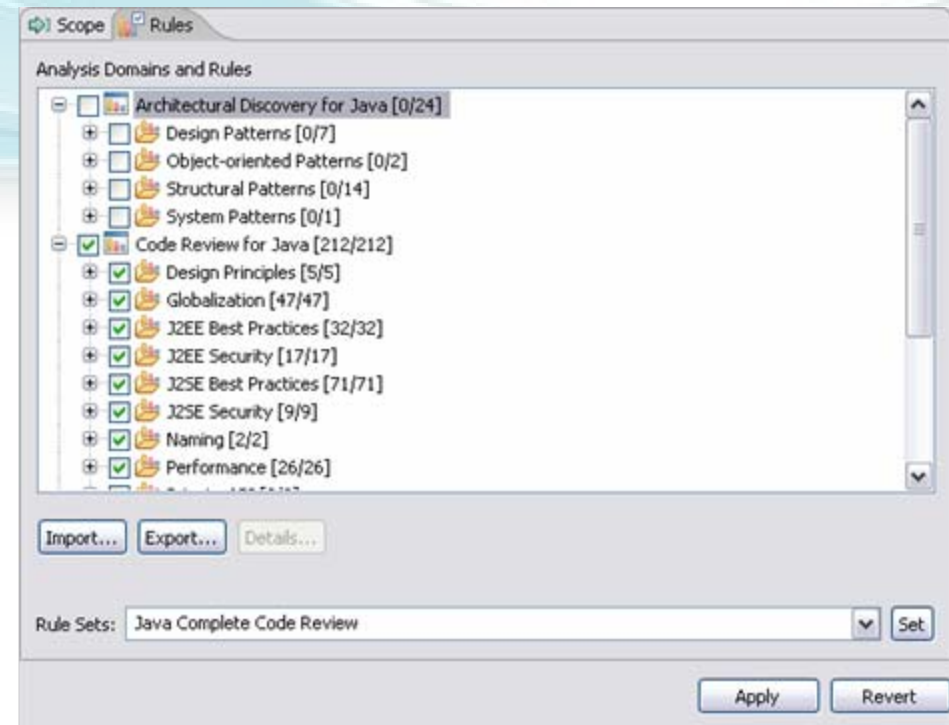 Scope Rules
Analysis Domains and Rules
Architectural Discovery for Java [0/24]
Design Patterns [0/7]
Object-oriented Patterns [0/2]
Structural Patterns [0/14]
System Patterns [0/1]
Code Review for Java [212/212]
Design Principles [5/5]
Globalization [47/47]
J2EE Best Practices [32/32]
J2EE Security [17/17]
J2SE Best Practices [71/71]
J2SE Security [9/9]
Naming [2/2]
Performance [26/26]
Import... Export... Details...
Rule Sets: Java Complete Code Review Set
Apply Revert